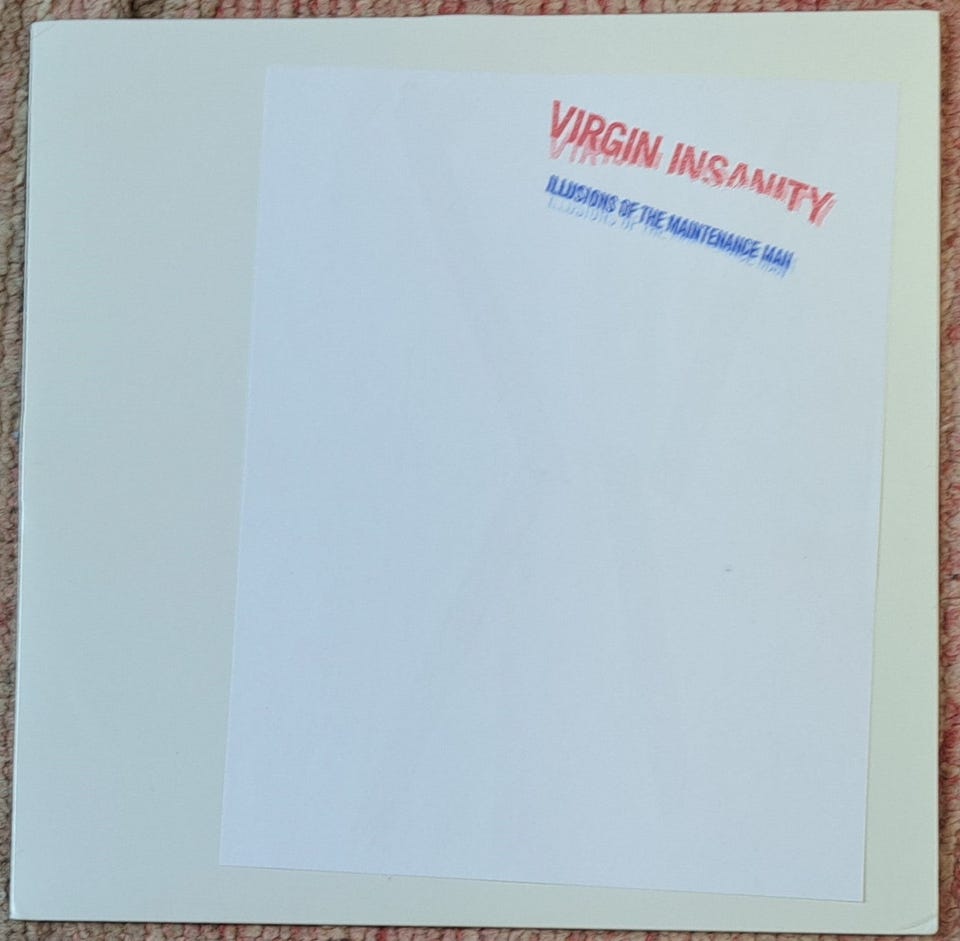 VIRGIN INSANITY
ILLUSIONS OF THE MAINTENANCE MAN